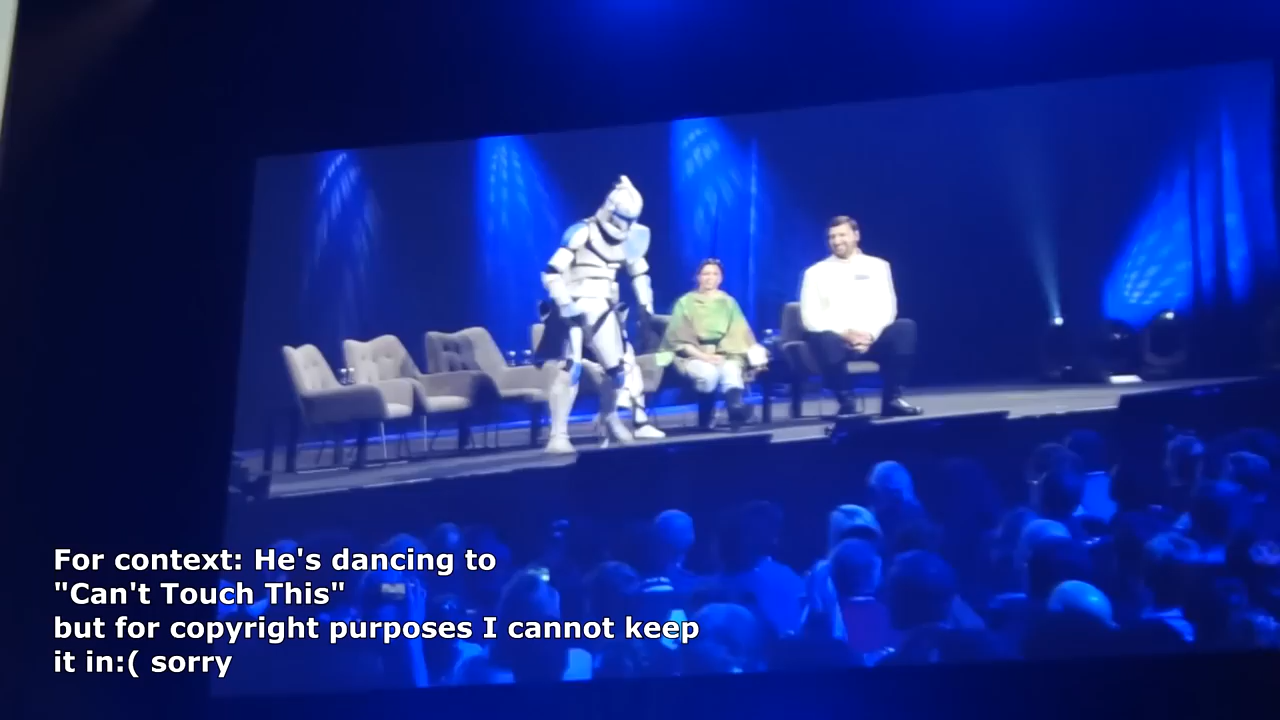 For context: He's dancing to
"Can't Touch This"
but for copyright purposes I cannot keep
it in:( sorry